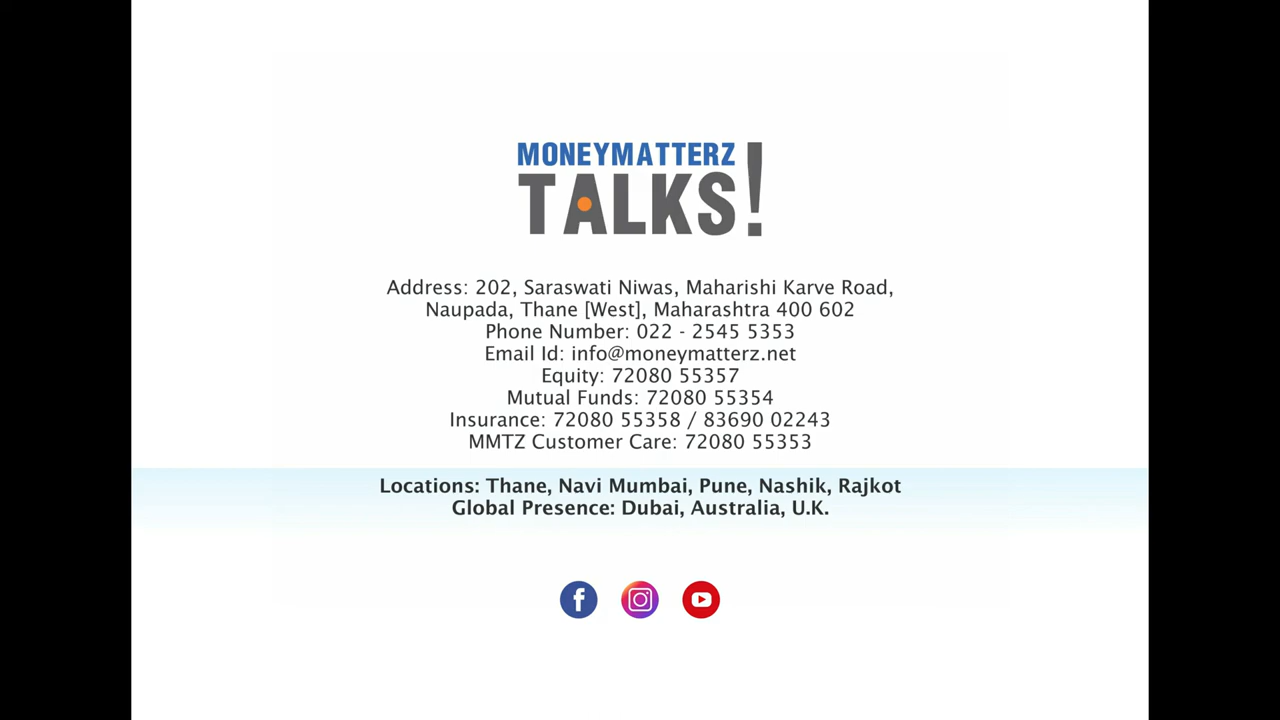 MONEYMATTERZ
TALKS!
Address: 202, Saraswati Niwas, Maharishi Karve Road,
Naupada, Thane [West], Maharashtra 400 602
Phone Number: 022 - 2545 5353
Email Id: info@moneymatterz.net
Equity: 72080 55357
Mutual Funds: 72080 55354
Insurance: 72080 55358 / 83690 02243
MMTZ Customer Care: 72080 55353
Locations: Thane, Navi Mumbai, Pune, Nashik, Rajkot
Global Presence: Dubai, Australia, U.K.